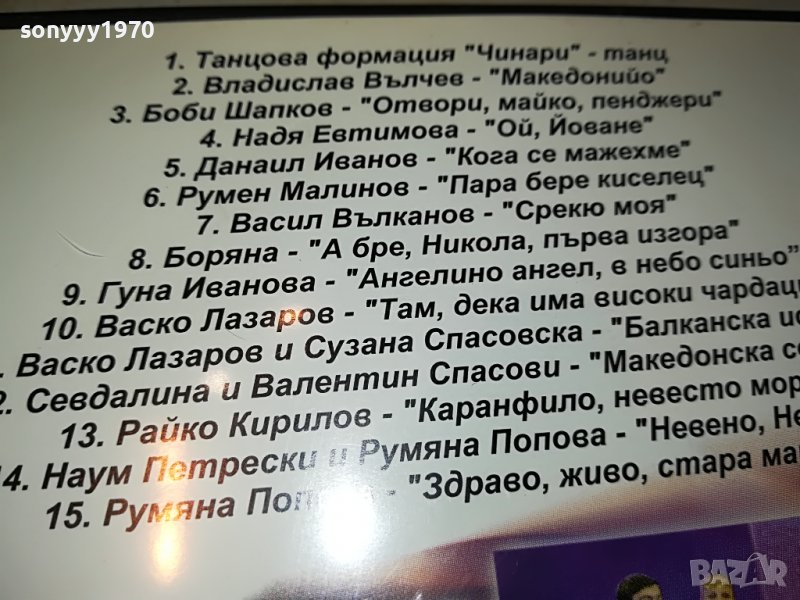 sonyyy1970
1. Танцова формация "Чинари" - танц
2. Владислав Вълчев - "Македонийо"
3. Боби Шапков - "Отвори, майко, пенджери"
4. Надя Евтимова - "Ой, Йоване"
5. Данаил Иванов - "Кога се мажехме"
6. Румен Малинов - "Пара бере киселец"
7. Васил Вълканов - "Срекю моя"
8. Боряна - "А бре, Никола, първа изгора"
9. Гуна Иванова - "Ангелино ангел, в небо синьо"
10. Васко Лазаров - "Там, дека има високи чардаци
. Васко Лазаров и Сузана Спасовска - "Балканска
2. Севдалина и Валентин Спасови - "Македонска
13. Райко Кирилов - "Каранфило, невесто
14. Наум Петрески и Румяна Попова - "Невено,
15. Румяна - "Здраво, живо, стара
BAZAR